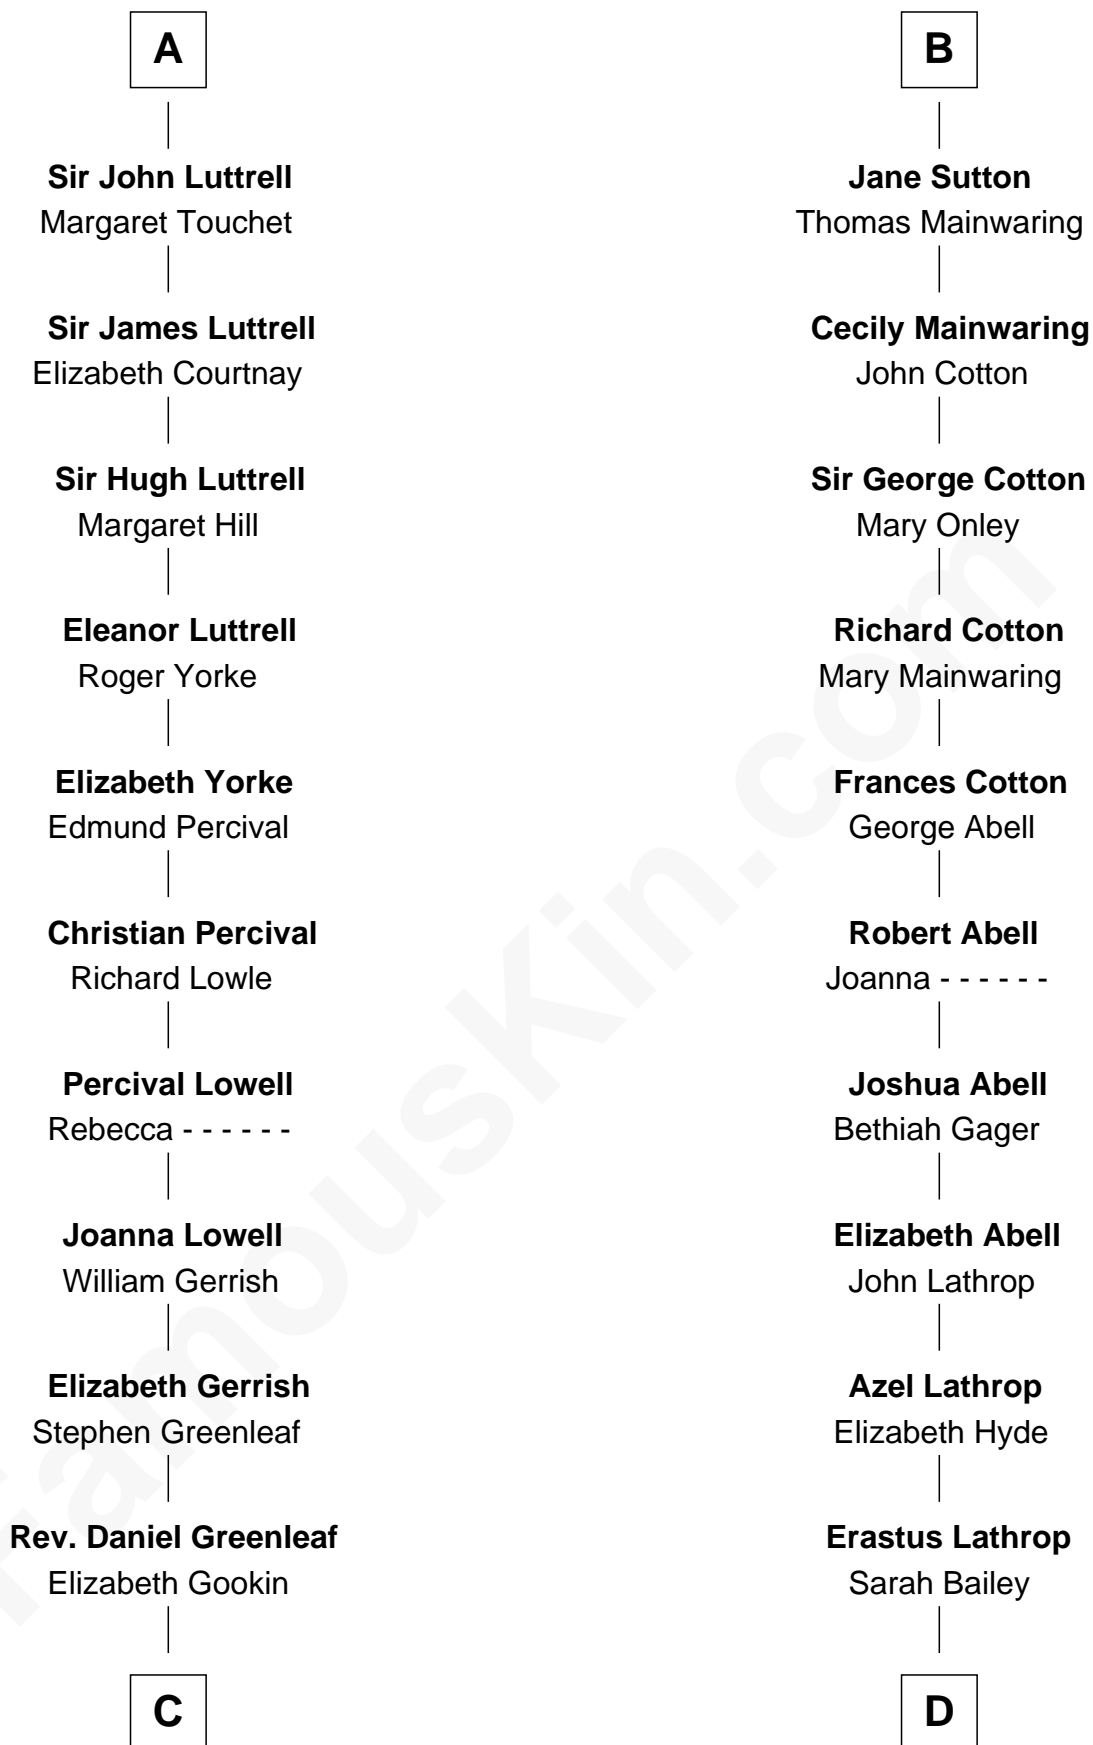 A
Sir John Luttrell
Margaret Touchet
Sir James Luttrell
Elizabeth Courtnay
Sir Hugh Luttrell
Margaret Hill
Eleanor Luttrell
Roger Yorke
Elizabeth Yorke
Edmund Percival
Christian Percival
Richard Lowle
Percival Lowell
Rebecca - - - - - -
Joanna Lowell
William Gerrish
Elizabeth Gerrish
Stephen Greenleaf
Rev. Daniel Greenleaf
Elizabeth Gookin
C
B
Jane Sutton
Thomas Mainwaring
Cecily Mainwaring
John Cotton
Sir George Cotton
Mary Onley
Richard Cotton
Mary Mainwaring
Frances Cotton
George Abell
Robert Abell
Joanna - - - - - -
Joshua Abell
Bethiah Gager
Elizabeth Abell
John Lathrop
Azel Lathrop
Elizabeth Hyde
Erastus Lathrop
Sarah Bailey
D
FamousKin.com